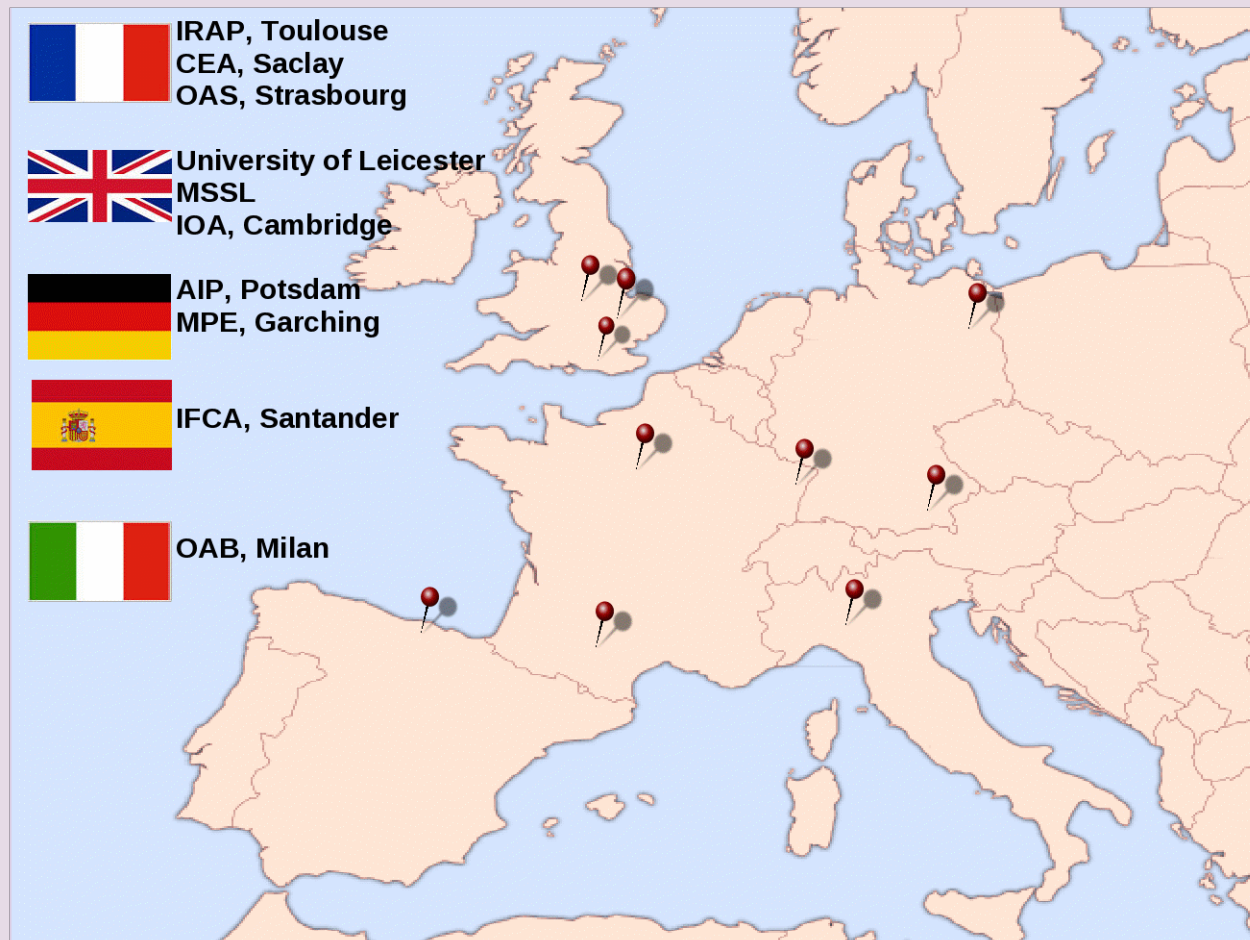 IRAP, Toulouse
CEA, Saclay
OAS, Strasbourg
University of Leicester
MSSL
IOA, Cambridge
AIP, Potsdam
MPE, Garching
IFCA, Santander
OAB, Milan